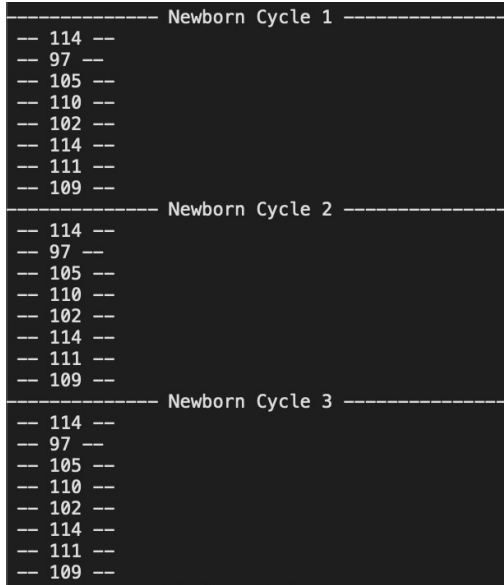 -------------- Newborn Cycle 1 --------------
-- 114 --
-- 97 --
-- 105 --
-- 110 --
-- 102 --
-- 114 --
-- 111 --
-- 109 --
-------------- Newborn Cycle 2 --------------
-- 114 --
-- 97 --
-- 105 --
-- 110 --
-- 102 --
-- 114 --
-- 111 --
-- 109 --
-------------- Newborn Cycle 3 --------------
-- 114 --
-- 97 --
-- 105 --
-- 110 --
-- 102 --
-- 114 --
-- 111 --
-- 109 --